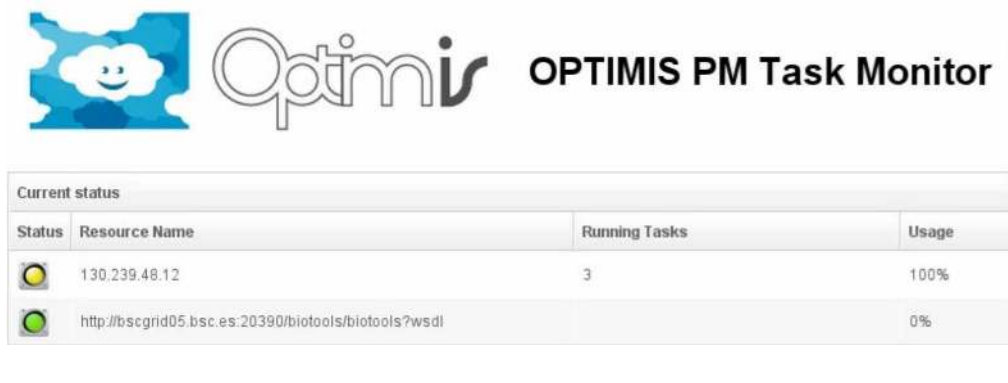 Optimis
OPTIMIS PM Task Monitor
Current status
Status Resource Name Running Tasks Usage
130.239.48.12 3 100%
http://bscgrid05.bsc.es:20390/biotools/biotools?wsdl 0%